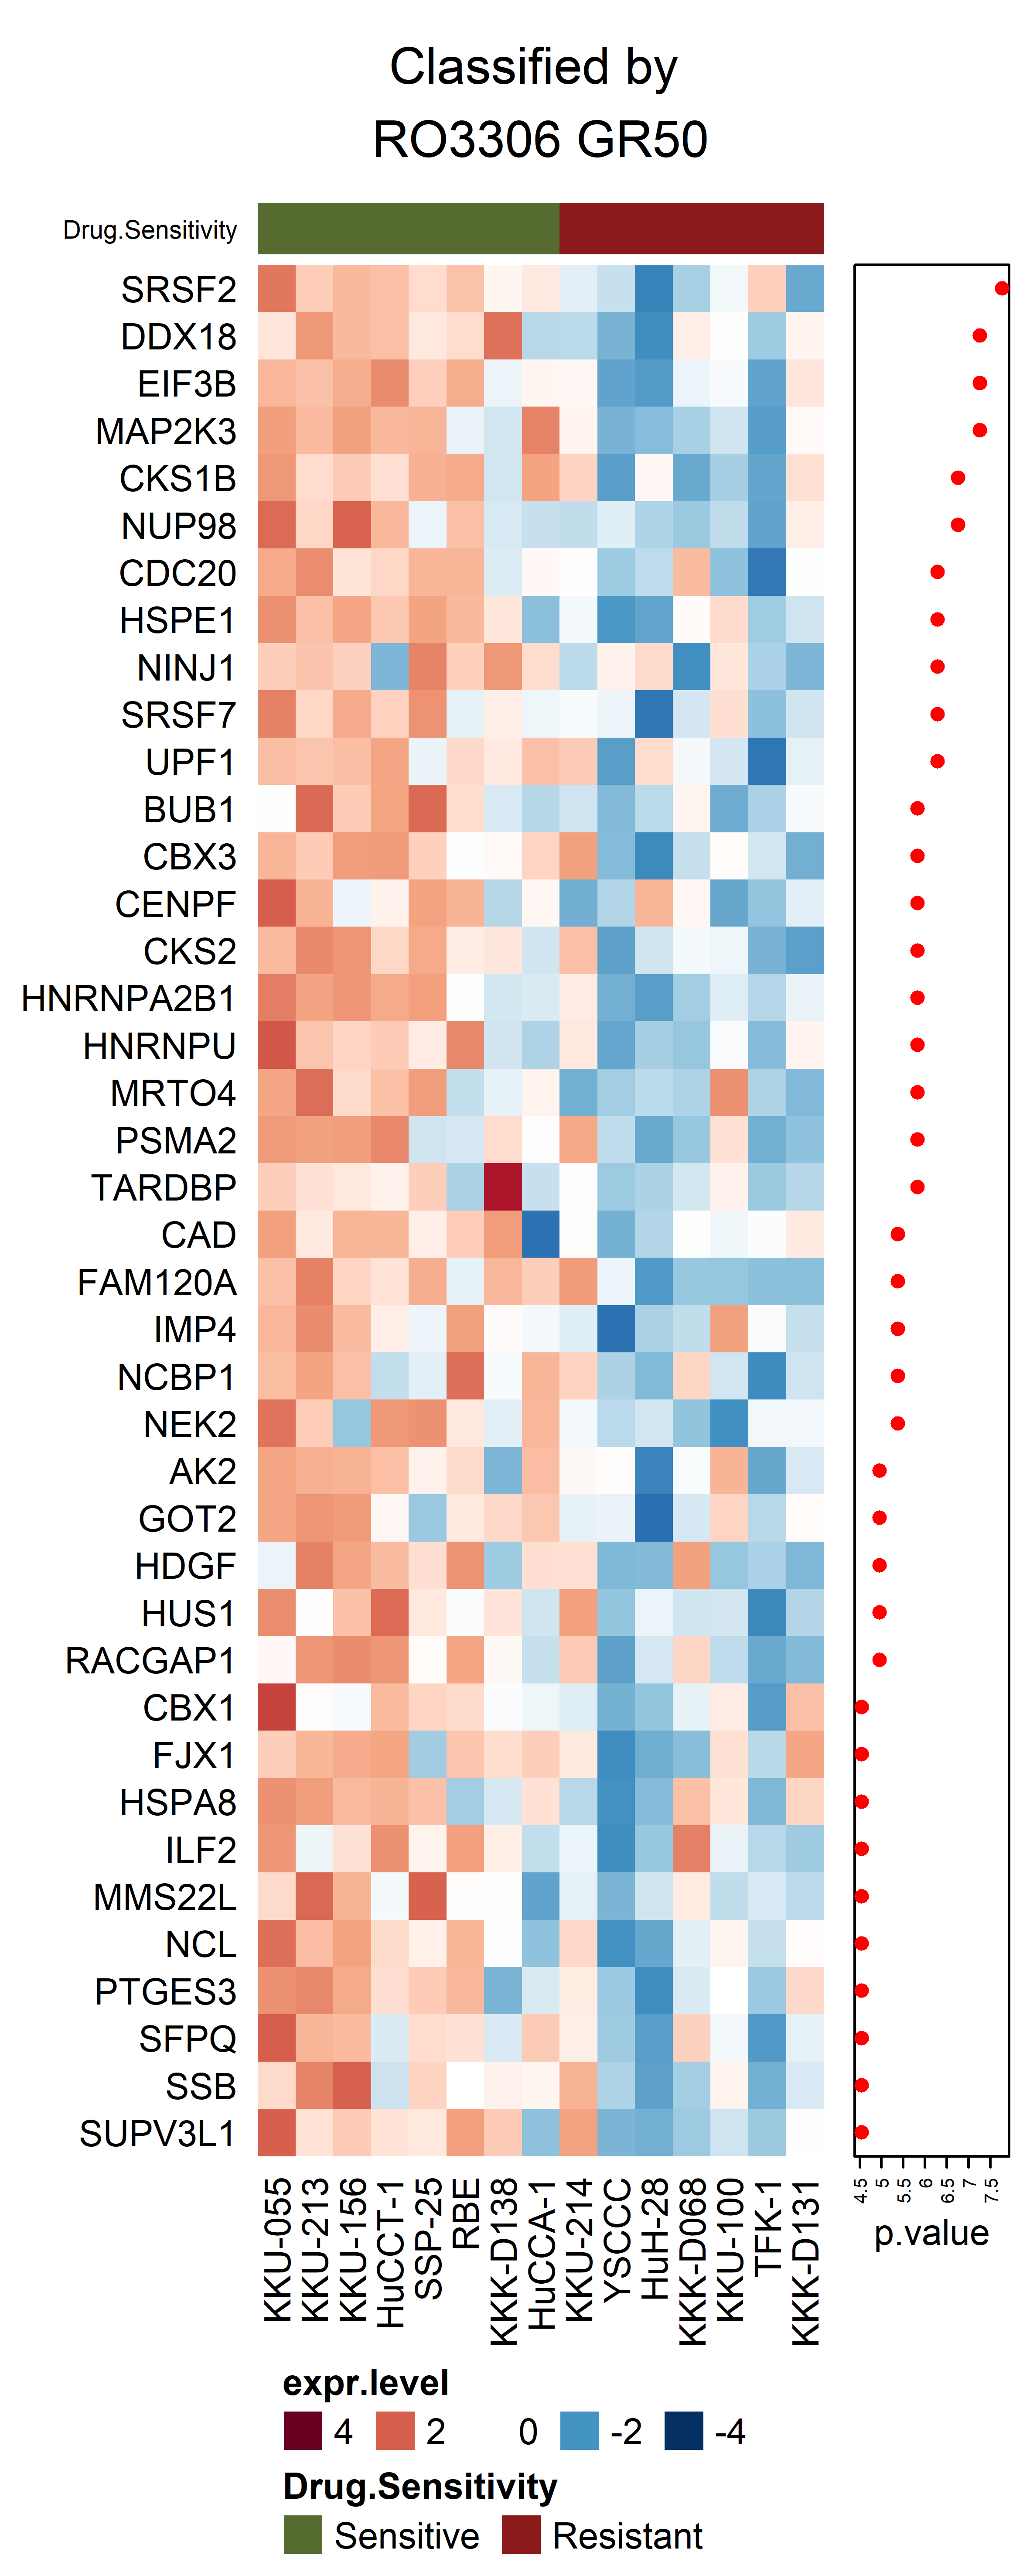 Classified by
RO3306 GR50
Drug.Sensitivity
SRSF2
DDX18
EIF3B
MAP2K3
CKS1B
NUP98
CDC20
HSPE1
NINJ1
SRSF7
UPF1
BUB1
CBX3
CENPF
CKS2
HNRNPA2B1
HNRNPU
MRTO4
PSMA2
TARDBP
CAD
FAM120A
IMP4
NCBP1
NEK2
AK2
GOT2
HDGF
HUS1
RACGAP1
CBX1
FJX1
HSPA8
ILF2
MMS22L
NCL
PTGES3
SFPQ
SSB
SUPV3L1
KKU-055
KKU-213
KKU-156
HuCCT-1
SSP-25
RBE
KKK-D138
HuCCA-1
KKU-214
YSCCC
HuH-28
KKK-D068
KKU-100
TFK-1
KKK-D131
4.5
5
5.5
6
6.5
7
7.5
p.value
expr.level
4 2 0 -2 -4
Drug.Sensitivity
Sensitive Resistant